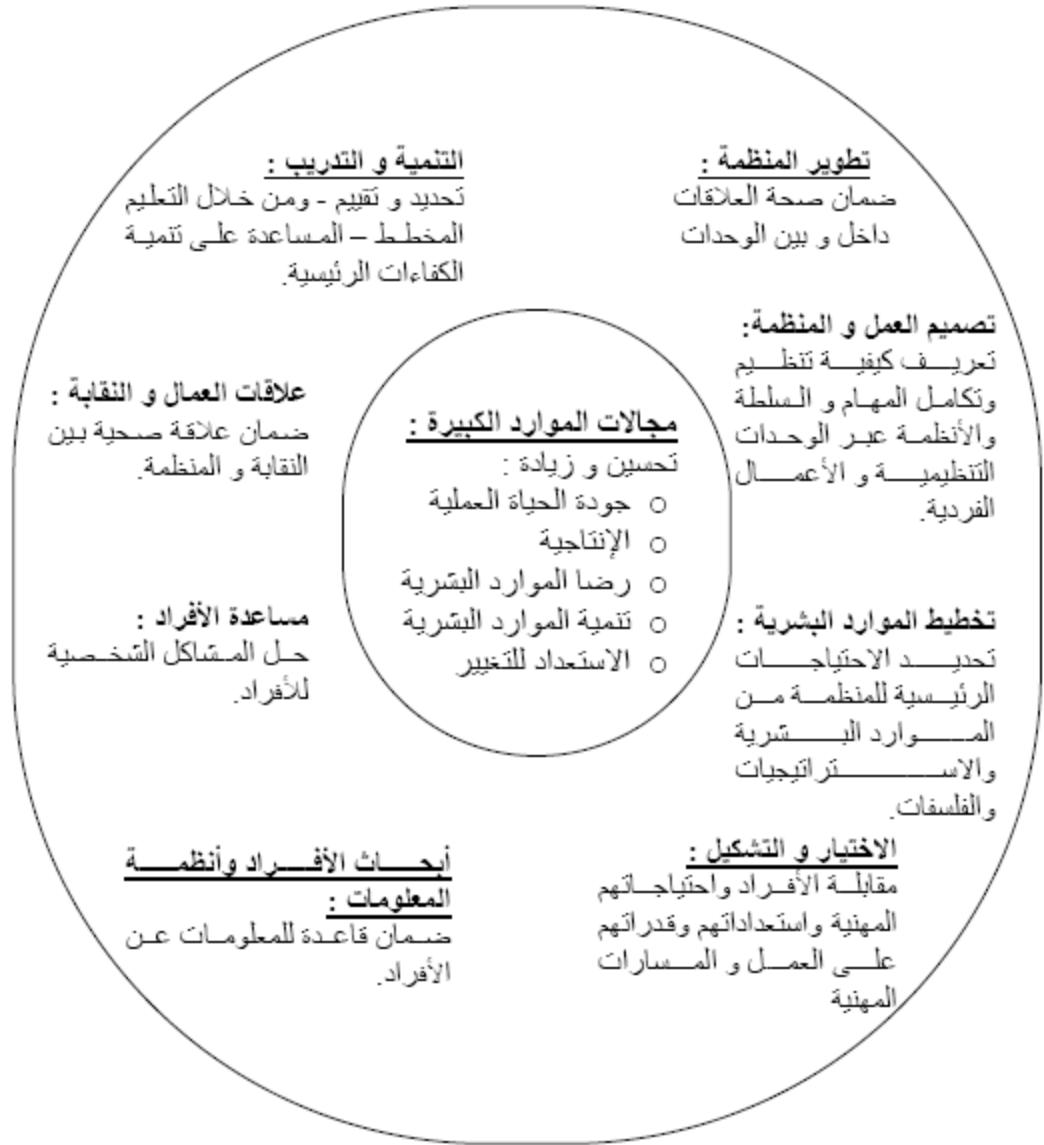 تطوير المنظمة :
ضمان صحة العلاقات
داخل و بين الوحدات
تصميم العمل و المنظمة:
تعريف كيفية تنظيم
وتكامل المهام و السلطة
والأنظمة عبر الوحدات
التنظيمية و الأعمال
الفردية.
تخطيط الموارد البشرية :
تحديد الاحتياجات
الرئيسية للمنظمة من
الموارد البشرية
والاستراتيجيات
والفلسفات.
الاختيار و التشكيل :
مقابلة الأفراد واحتياجاتهم
المهنية واستعداداتهم وقدراتهم
على العمل و المسارات
المهنية
مجالات الموارد الكبيرة :
تحسين و زيادة :
○ جودة الحياة العملية
○ الإنتاجية
○ رضا الموارد البشرية
○ تنمية الموارد البشرية
○ الاستعداد للتغيير
التنمية و التدريب :
تحديد و تقييم - ومن خلال التعليم
المخطط – المساعدة على تنمية
الكفاءات الرئيسية.
علاقات العمال و النقابة :
ضمان علاقة صحية بين
النقابة و المنظمة.
مساعدة الأفراد :
حل المشاكل الشخصية
للأفراد.
أبحاث الأفراد وأنظمة
المعلومات :
ضمان قاعدة للمعلومات عن
الأفراد.